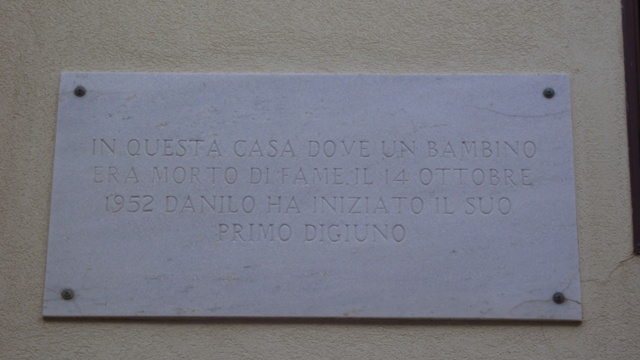 IN QUESTA CASA DOVE UN BAMBINO
ERA MORTO DI FAME, IL 14 OTTOBRE
1952 DANILO HA INIZIATO IL SUO
PRIMO DIGIUNO